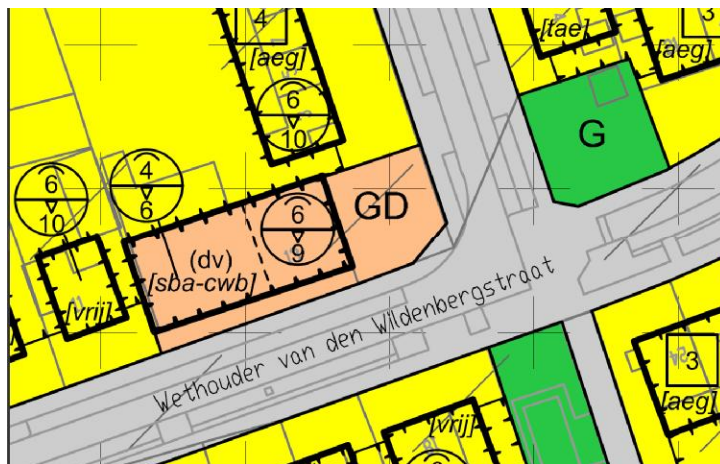 4
[aeg]
6
10
[tae]
3
[aeg]
G
6
10
4
6
6
9
GD
(dv)
[sba-cwb]
[vrij]
Wethouder van den Wildenbergstraat
3
[aeg]
[vrij]